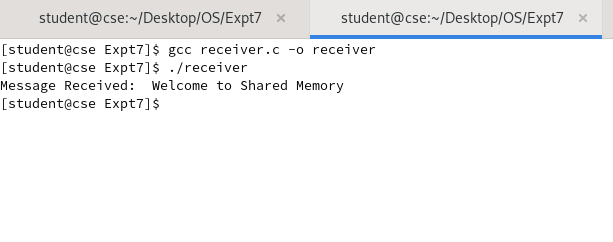 student@cse:~/Desktop/OS/Expt7 × student@cse:~/Desktop/OS/Expt7 ×
[student@cse Expt7]$ gcc receiver.c -o receiver
[student@cse Expt7]$ ./receiver
Message Received:  Welcome to Shared Memory
[student@cse Expt7]$